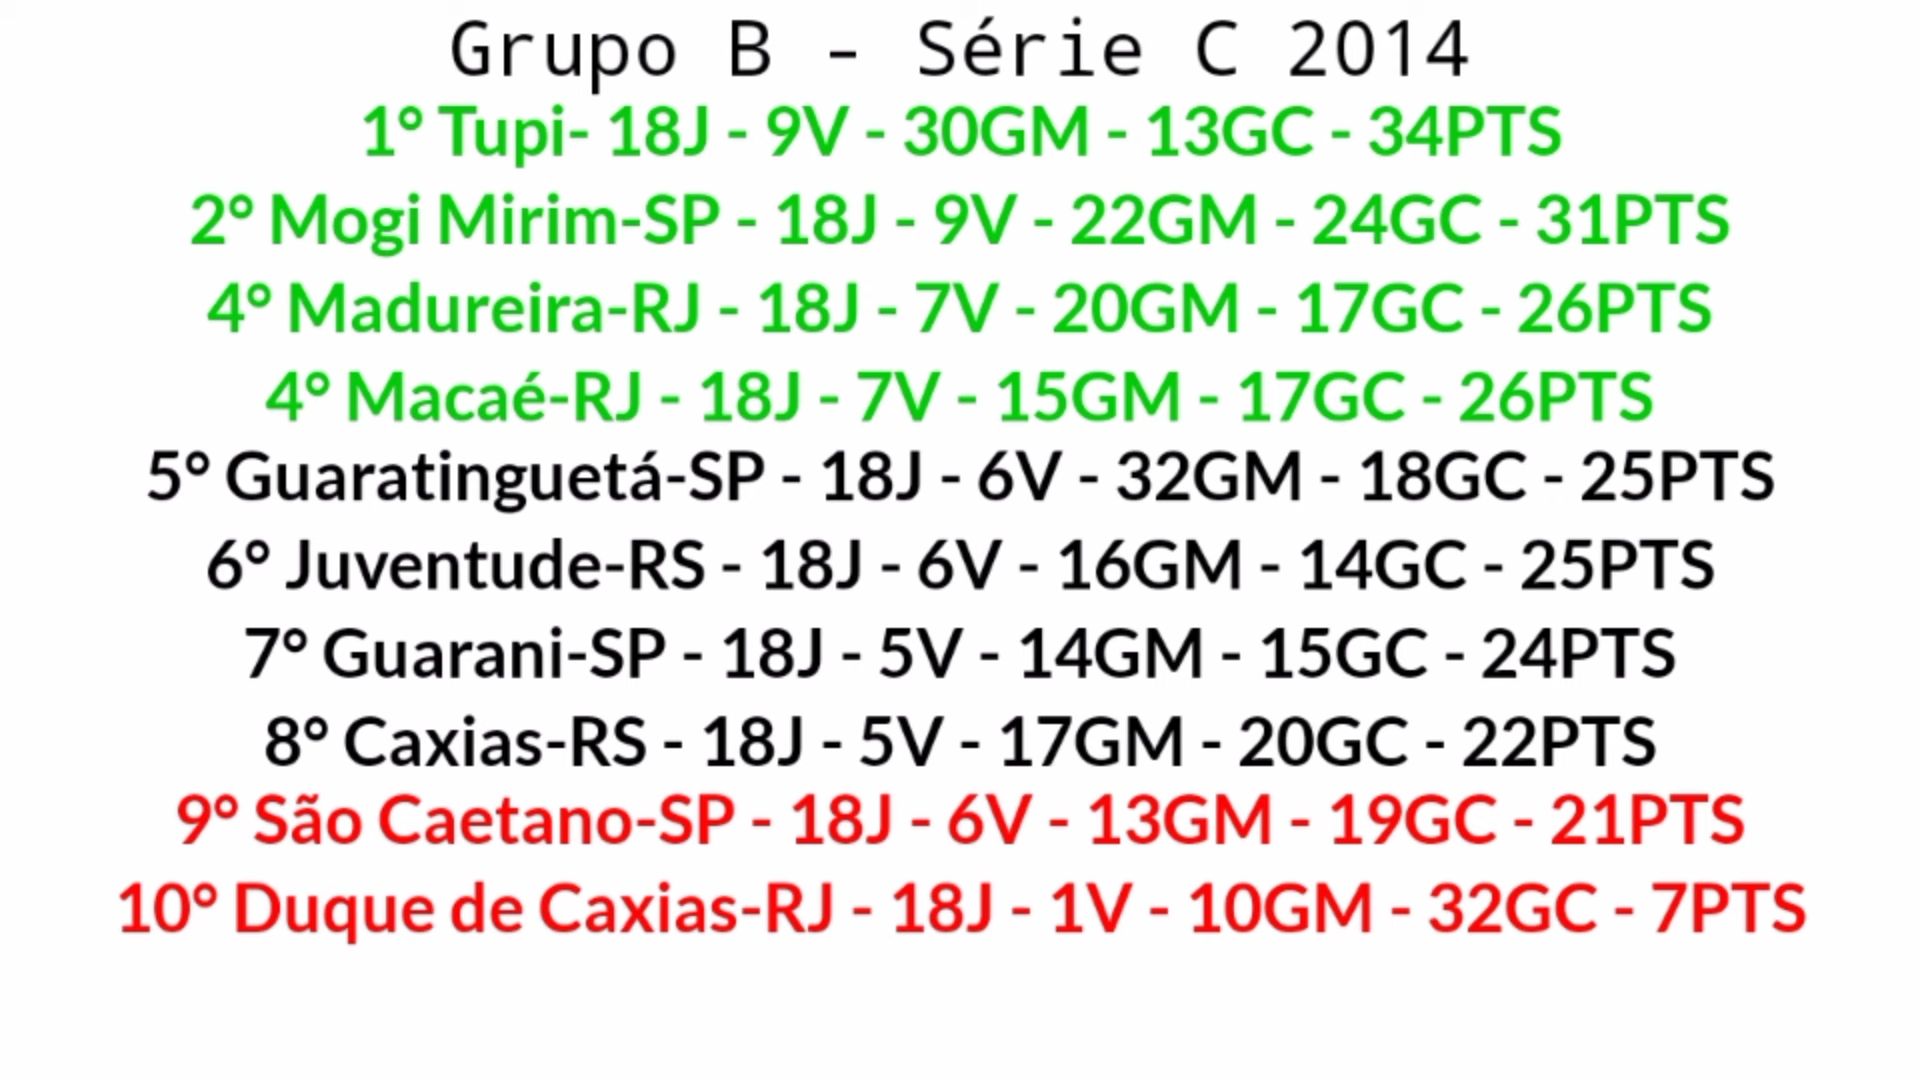 Grupo B - Série C 2014
1° Tupi- 18J - 9V - 30GM - 13GC - 34PTS
2° Mogi Mirim-SP - 18J - 9V - 22GM - 24GC - 31PTS
4° Madureira-RJ - 18J - 7V - 20GM - 17GC - 26PTS
4° Macaé-RJ - 18J - 7V - 15GM - 17GC - 26PTS
5° Guaratinguetá-SP - 18J - 6V - 32GM - 18GC - 25PTS
6° Juventude-RS - 18J - 6V - 16GM - 14GC - 25PTS
7° Guarani-SP - 18J - 5V - 14GM - 15GC - 24PTS
8° Caxias-RS - 18J - 5V - 17GM - 20GC - 22PTS
9° São Caetano-SP - 18J - 6V - 13GM - 19GC - 21PTS
10° Duque de Caxias-RJ - 18J - 1V - 10GM - 32GC - 7PTS